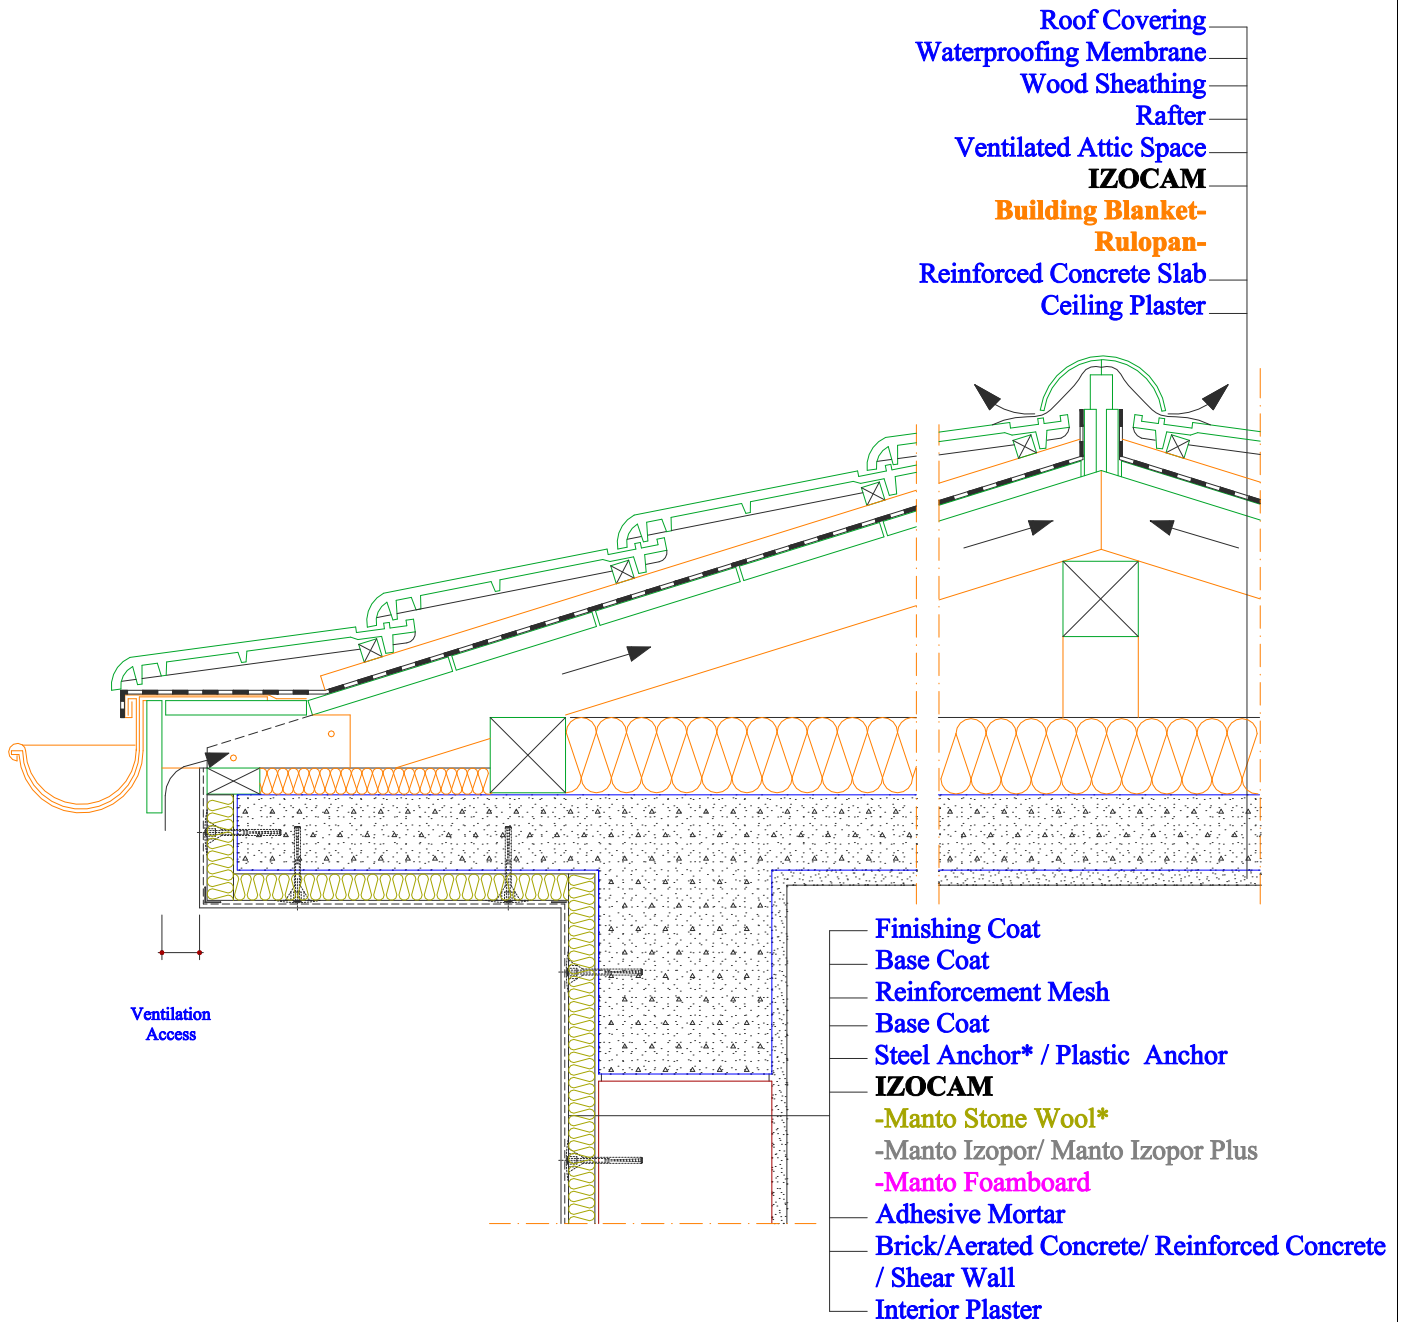 Roof Covering
Waterproofing Membrane
Wood Sheathing
Rafter
Ventilated Attic Space
IZOCAM
Building Blanket-
Rulopan-
Reinforced Concrete Slab
Ceiling Plaster
Finishing Coat
Base Coat
Reinforcement Mesh
Base Coat
Steel Anchor* / Plastic Anchor
IZOCAM
-Manto Stone Wool*
-Manto Izopor/ Manto Izopor Plus
-Manto Foamboard
Adhesive Mortar
Brick/Aerated Concrete/ Reinforced Concrete
/ Shear Wall
Interior Plaster
Ventilation
Access